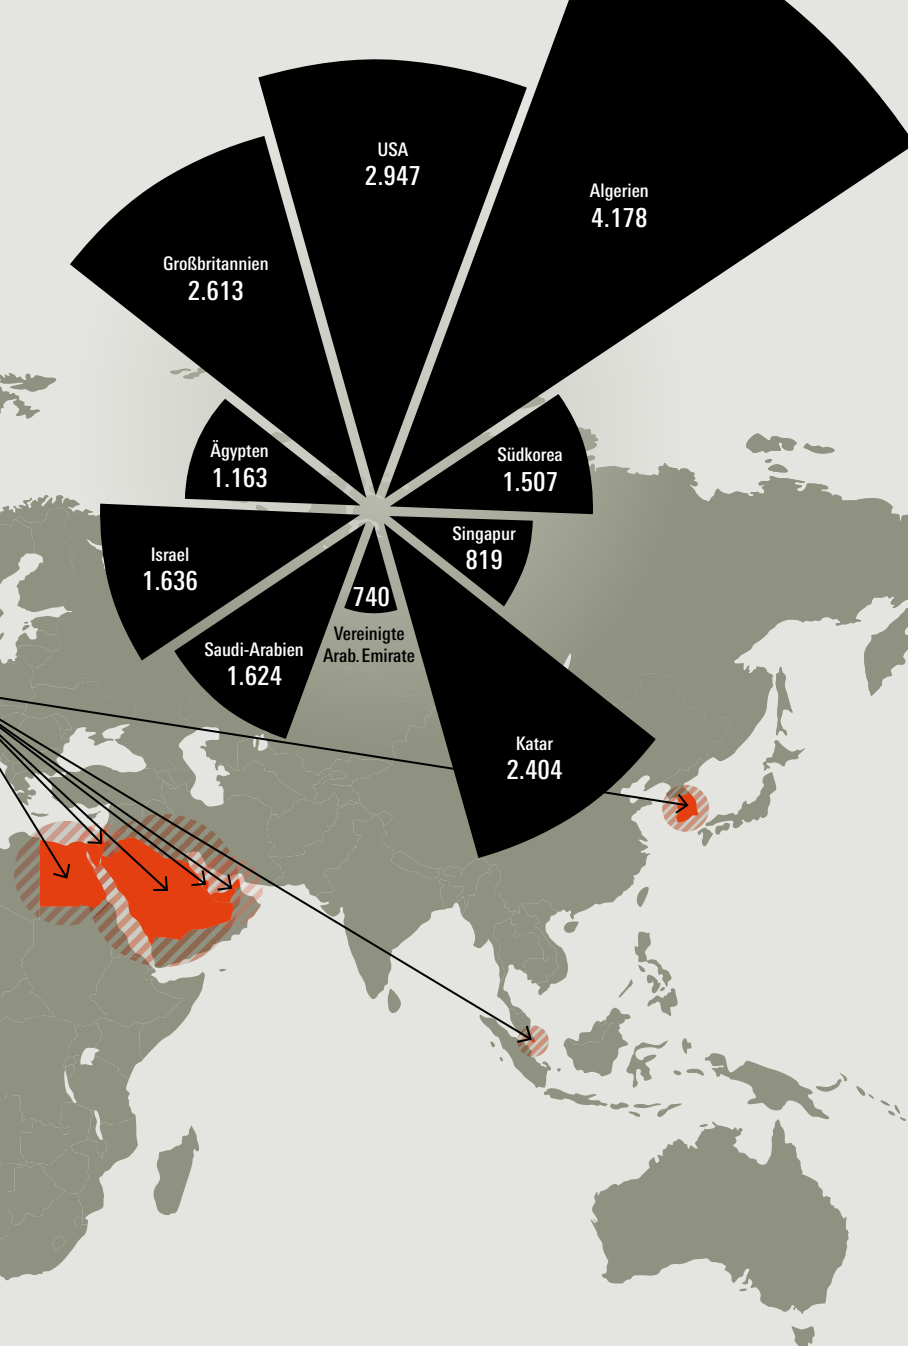 USA
2.947
Algerien
4.178
Großbritannien
2.613
Ägypten
1.163
Südkorea
1.507
Singapur
819
Israel
1.636
740
Vereinigte
Arab. Emirate
Saudi-Arabien
1.624
Katar
2.404